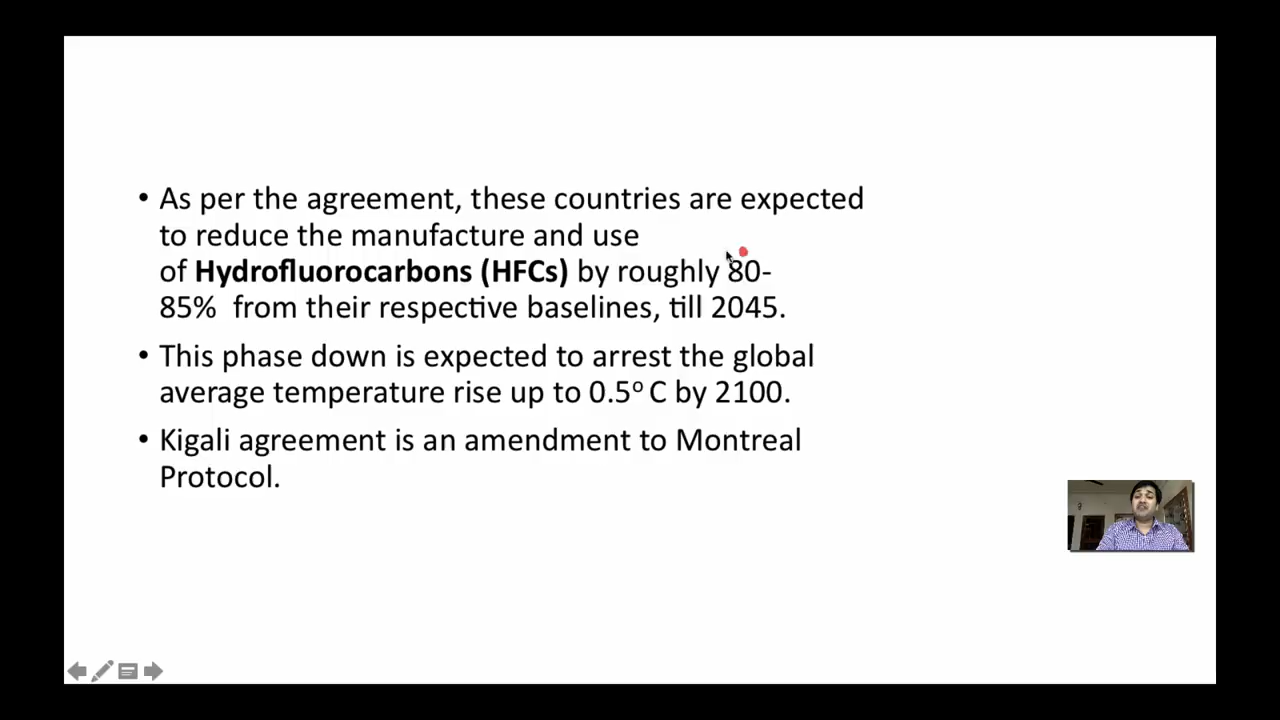 • As per the agreement, these countries are expected
to reduce the manufacture and use
of Hydrofluorocarbons (HFCs) by roughly 80-
85%  from their respective baselines, till 2045.
• This phase down is expected to arrest the global
average temperature rise up to 0.5º C by 2100.
• Kigali agreement is an amendment to Montreal
Protocol.